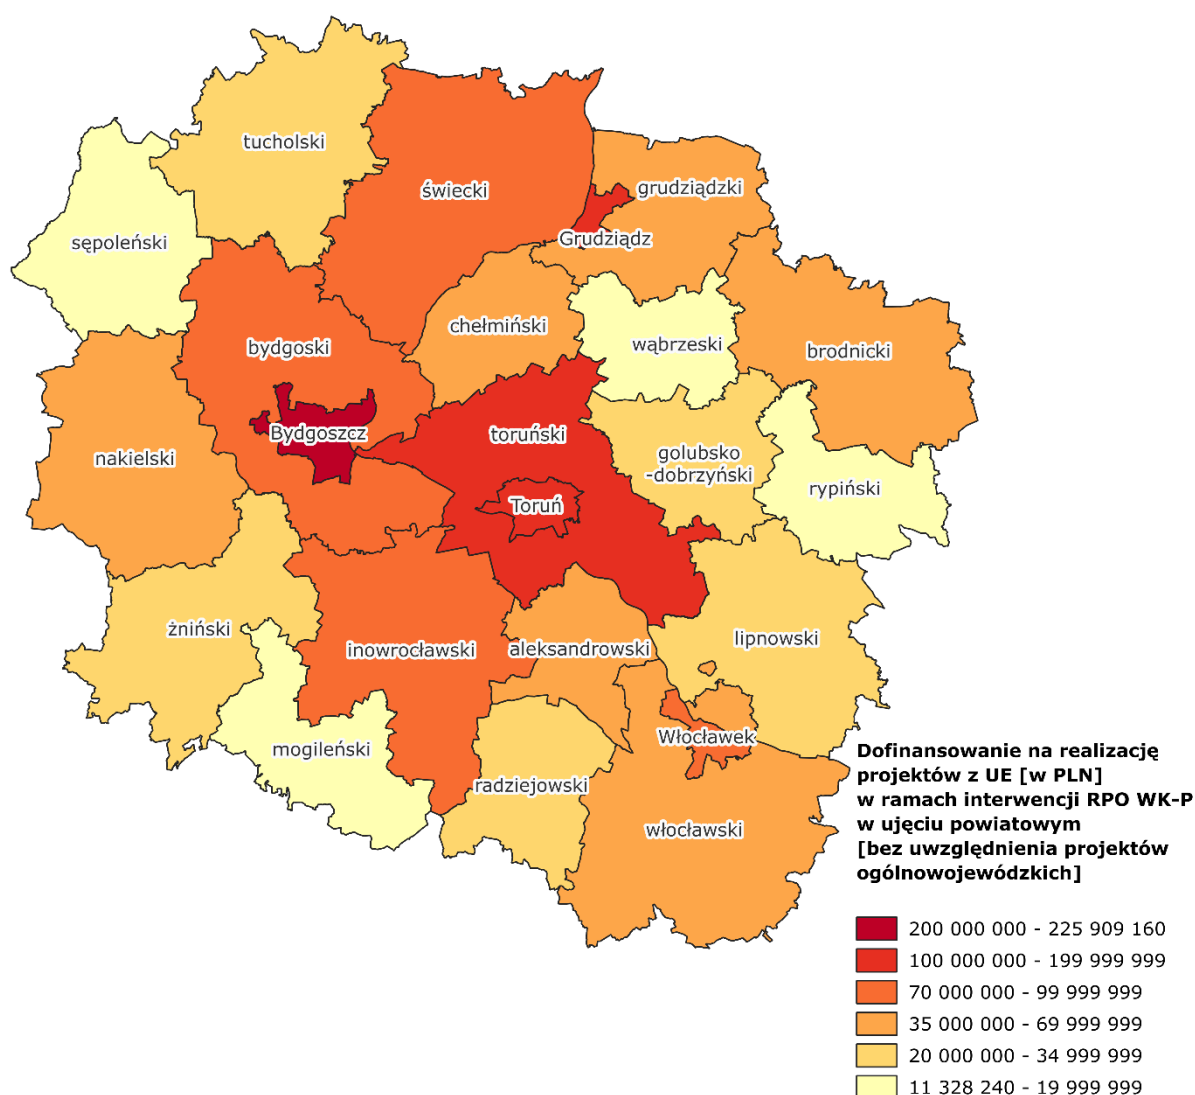 tucholski
świecki
grudziądzki
Grudziądz
sępoleński
chełmiński
wąbrzeski
brodnicki
bydgoski
Bydgoszcz
toruński
nakielski
golubsko
-dobrzyński
rypiński
Toruń
żniński
inowrocławski
aleksandrowski
lipnowski
mogileński
Włocławek
radziejowski
włocławski
Dofinansowanie na realizację
projektów z UE [w PLN]
w ramach interwencji RPO WK-P
w ujęciu powiatowym
[bez uwzględnienia projektów
ogólnowojewódzkich]
200 000 000 - 225 909 160
100 000 000 - 199 999 999
70 000 000 - 99 999 999
35 000 000 - 69 999 999
20 000 000 - 34 999 999
11 328 240 - 19 999 999